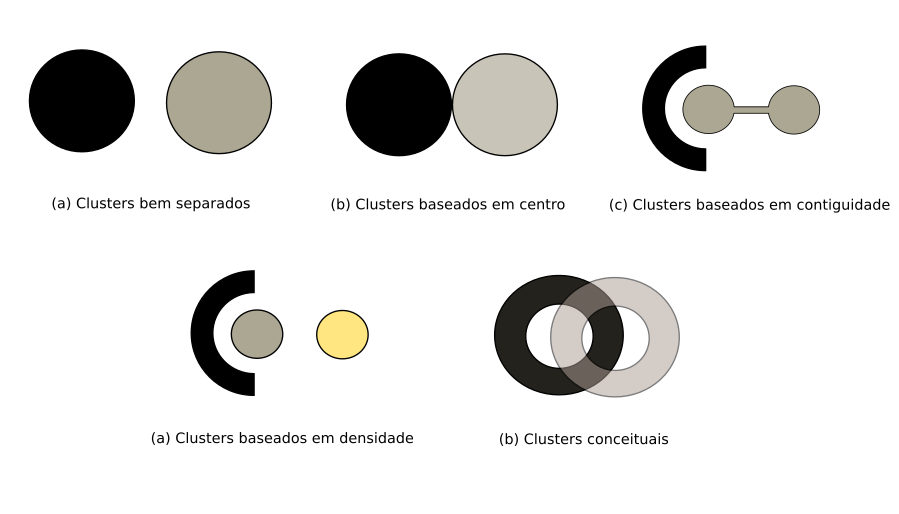 (a) Clusters bem separados
(b) Clusters baseados em centro
(c) Clusters baseados em contiguidade
(a) Clusters baseados em densidade
(b) Clusters conceituais